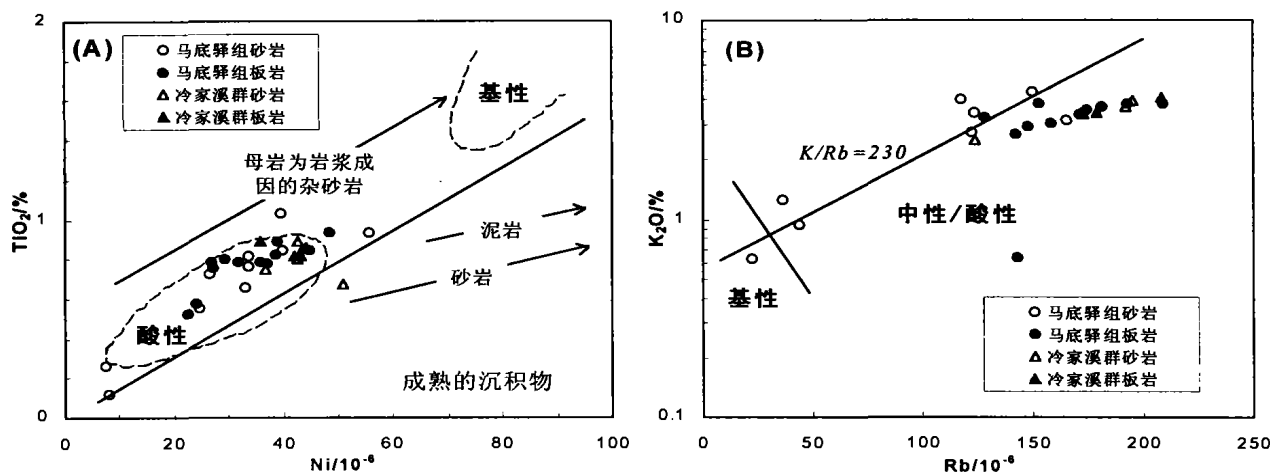 (A)
马底驿组砂岩
马底驿组板岩
冷家溪群砂岩
冷家溪群板岩
基性
母岩为岩浆成
因的杂砂岩
泥岩
砂岩
酸性
成熟的沉积物
2
1
0
TiO₂/%
0 20 40 60 80 100
Ni/10⁻⁶
(B)
K/Rb=230
中性/酸性
基性
马底驿组砂岩
马底驿组板岩
冷家溪群砂岩
冷家溪群板岩
10
1
0.1
K₂O/%
0 50 100 150 200 250
Rb/10⁻⁶